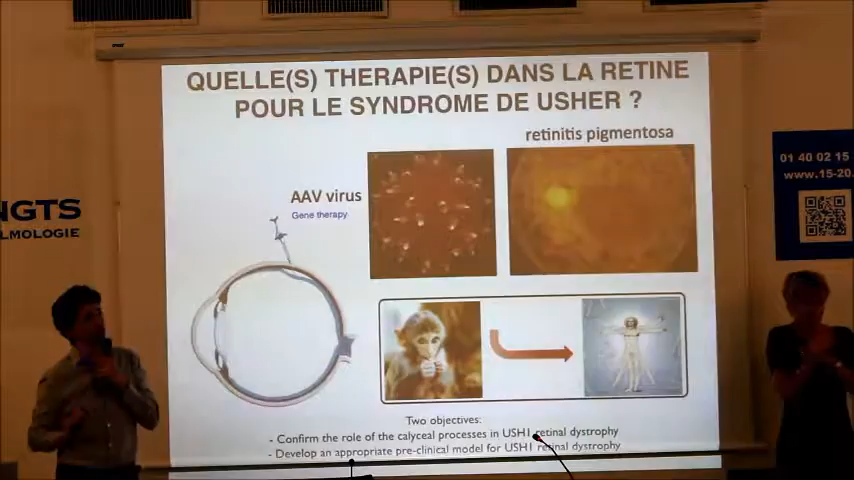 QUELLE(S) THERAPIE(S) DANS LA RETINE
POUR LE SYNDROME DE USHER ?
retinitis pigmentosa
AAV virus
Gene therapy
01 40 02 15
www.15-20.
NGTS
LMOLOGIE
Two objectives:
- Confirm the role of the calyceal processes in USH1 retinal dystrophy
- Develop an appropriate pre-clinical model for USH1 retinal dystrophy